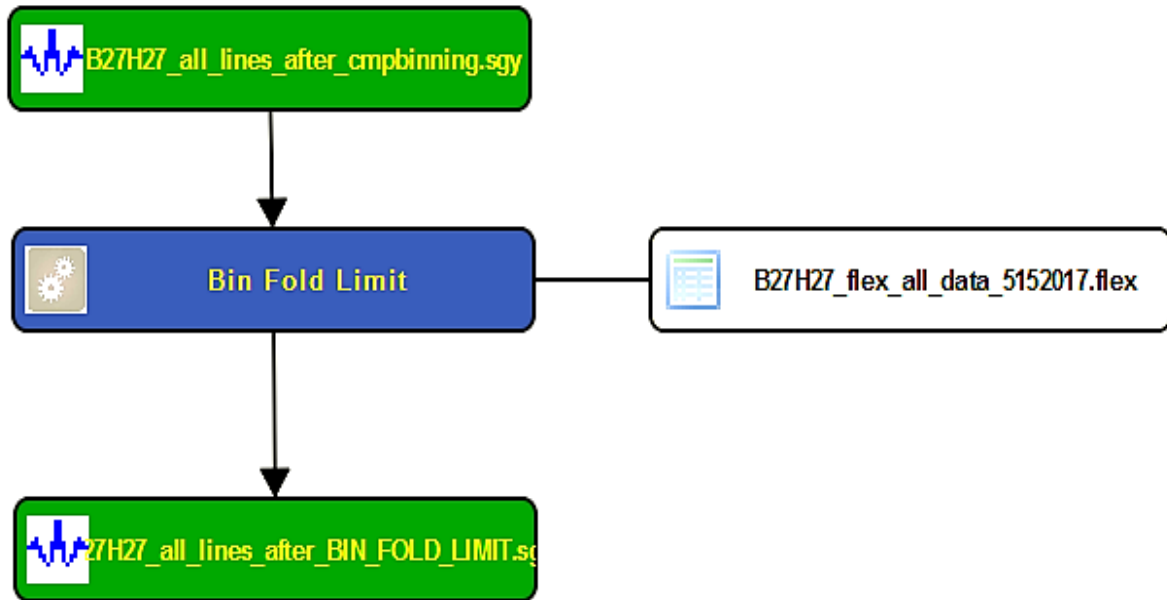 B27H27_all_lines_after_cmpbinning.sgy
Bin Fold Limit
B27H27_flex_all_data_5152017.flex
27H27_all_lines_after_BIN_FOLD_LIMIT.sg